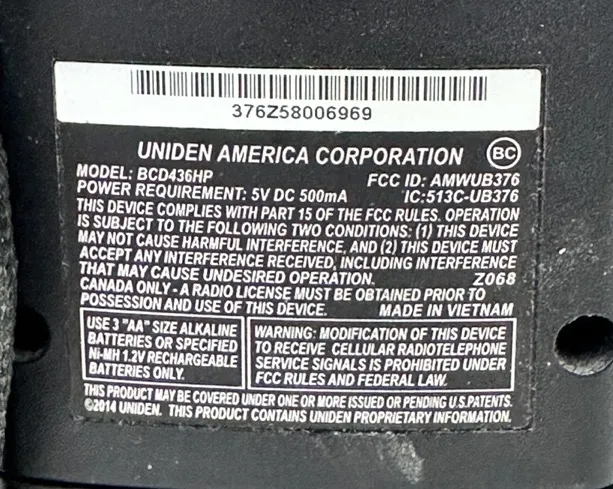 376Z58006969
UNIDEN AMERICA CORPORATION BC
MODEL: BCD436HP FCC ID: AMWUB376
POWER REQUIREMENT: 5V DC 500mA IC:513C-UB376
THIS DEVICE COMPLIES WITH PART 15 OF THE FCC RULES. OPERATION
IS SUBJECT TO THE FOLLOWING TWO CONDITIONS: (1) THIS DEVICE
MAY NOT CAUSE HARMFUL INTERFERENCE, AND (2) THIS DEVICE MUST
ACCEPT ANY INTERFERENCE RECEIVED, INCLUDING INTERFERENCE
THAT MAY CAUSE UNDESIRED OPERATION. Z068
CANADA ONLY - A RADIO LICENSE MUST BE OBTAINED PRIOR TO
POSSESSION AND USE OF THIS DEVICE. MADE IN VIETNAM
USE 3 "AA" SIZE ALKALINE
BATTERIES OR SPECIFIED
Ni-MH 1.2V RECHARGEABLE
BATTERIES ONLY.
WARNING: MODIFICATION OF THIS DEVICE
TO RECEIVE CELLULAR RADIOTELEPHONE
SERVICE SIGNALS IS PROHIBITED UNDER
FCC RULES AND FEDERAL LAW.
THIS PRODUCT MAY BE COVERED UNDER ONE OR MORE ISSUED OR PENDING U.S.PATENTS.
©2014 UNIDEN. THIS PRODUCT CONTAINS UNIDEN PROPRIETARY INFORMATION.